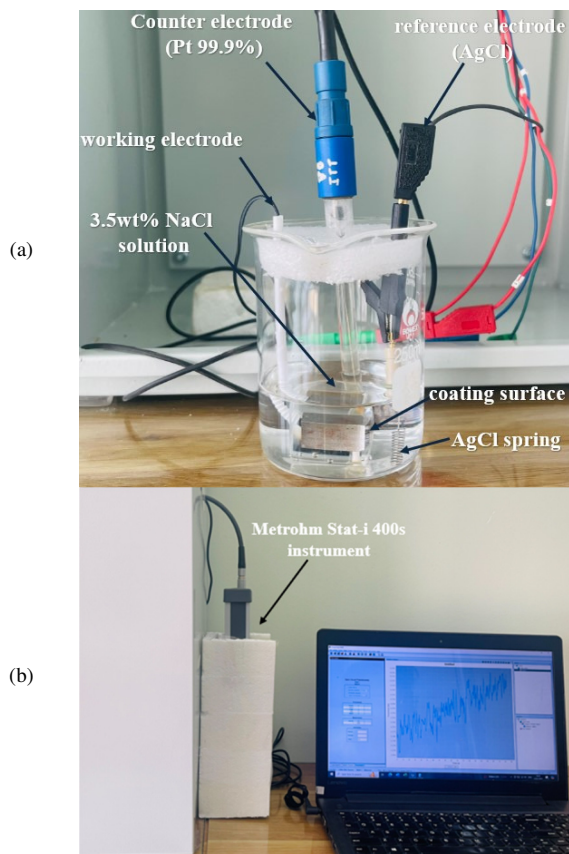 Counter electrode
(Pt 99.9%)
reference electrode
(AgCl)
working electrode
3.5wt% NaCl
solution
(a)
coating surface
AgCl spring
Metrohm Stat-i 400s
instrument
(b)